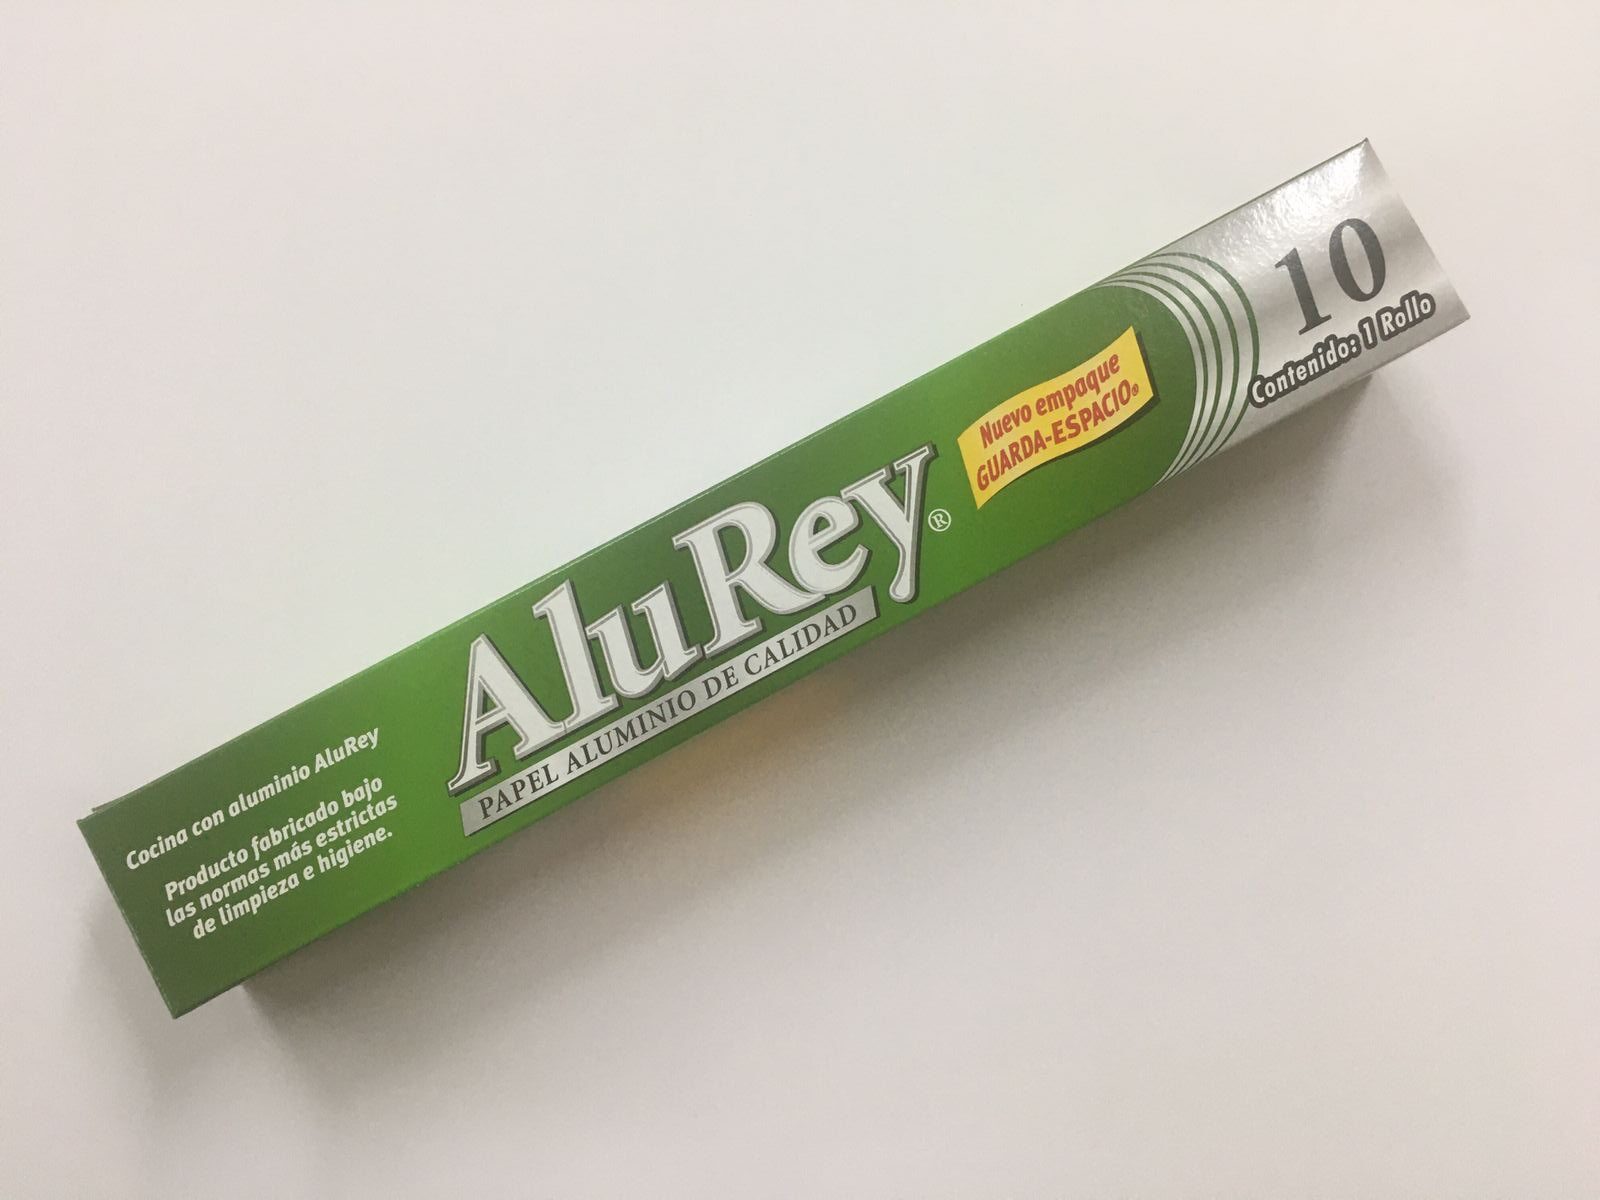 Cocina con aluminio AluRey
Producto fabricado bajo
las normas más estrictas
de limpieza e higiene.
AluRey®
PAPEL ALUMINIO DE CALIDAD
Nuevo empaque
GUARDA-ESPACIO®
10
Contenido: 1 Rollo